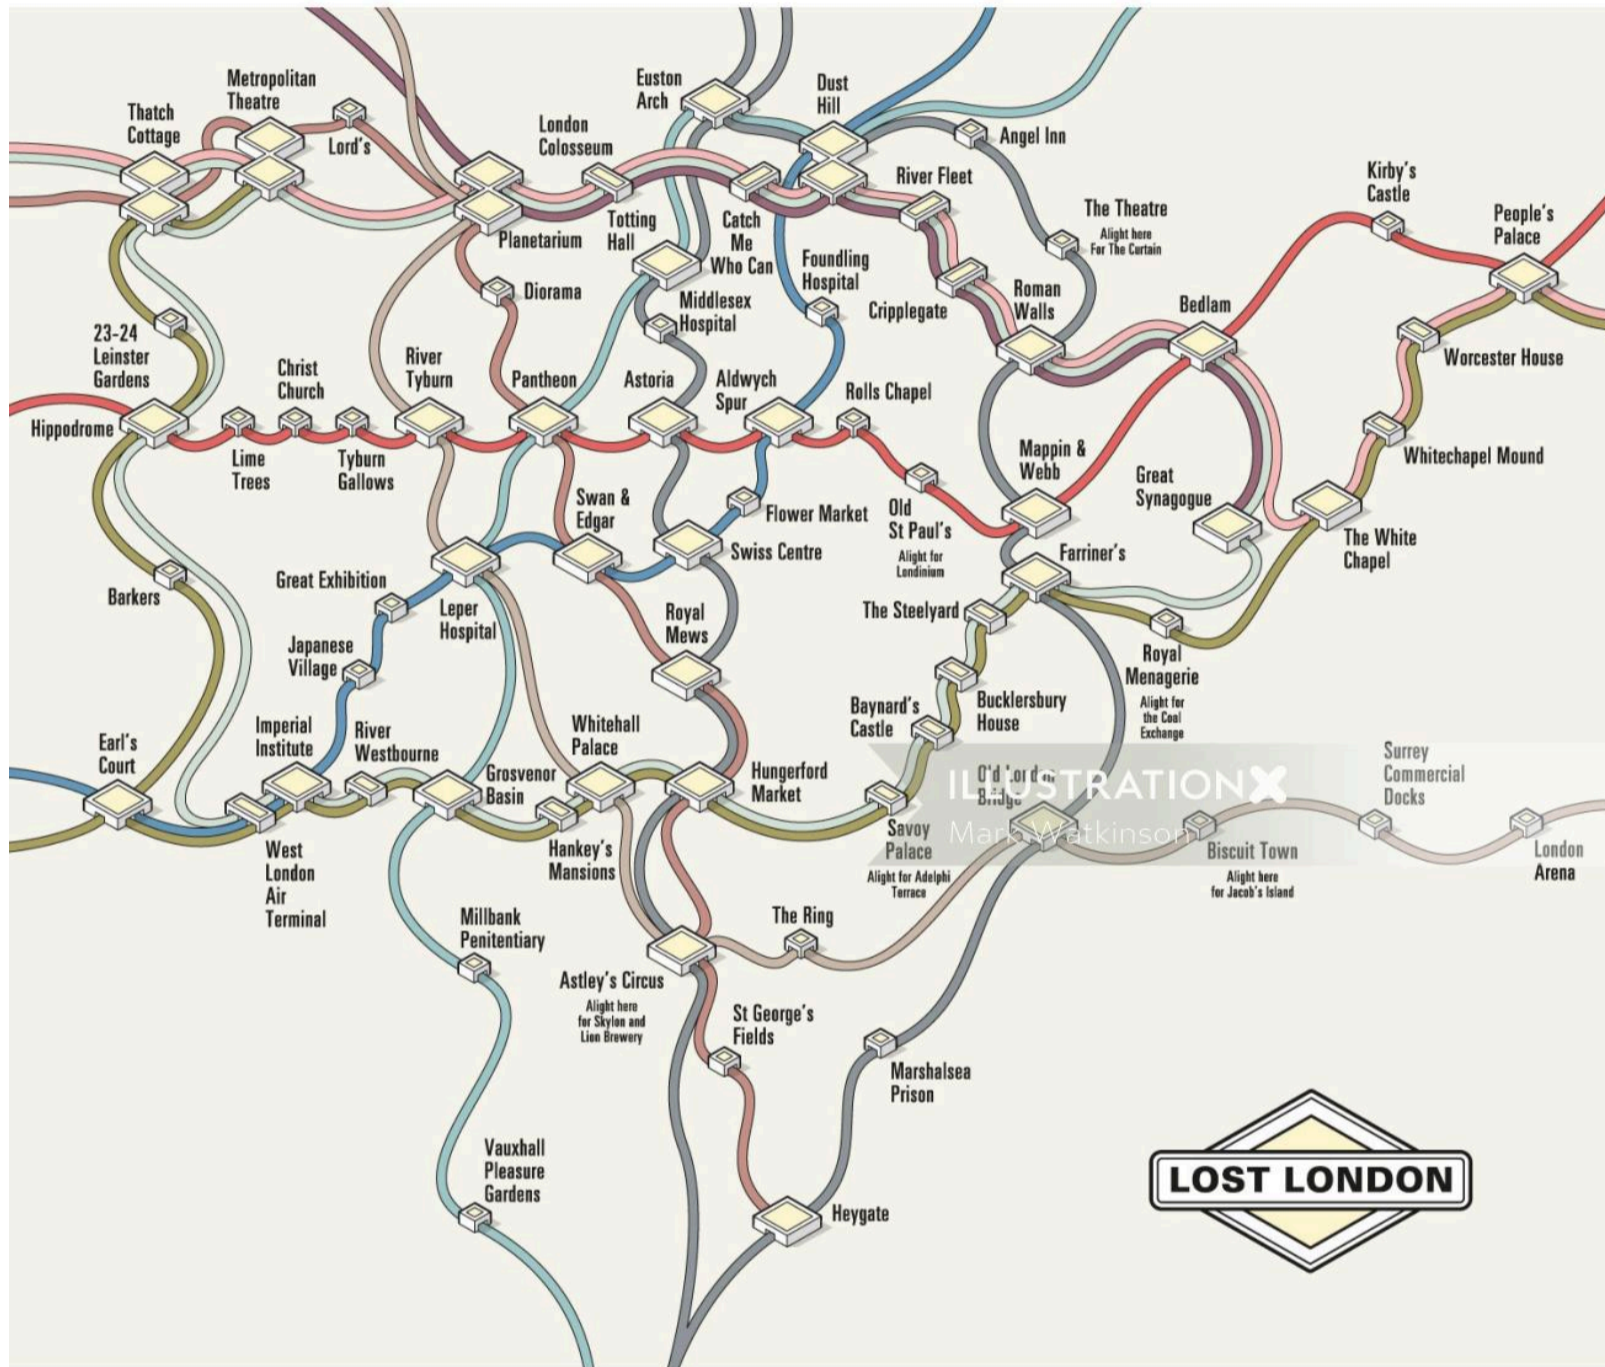 Metropolitan
Theatre
Thatch
Cottage
Lord's
London
Colosseum
Euston
Arch
Dust
Hill
Angel Inn
River Fleet
Kirby's
Castle
People's
Palace
The Theatre
Alight here
For The Curtain
Planetarium
Totting
Hall
Catch
Me
Who Can
Foundling
Hospital
Diorama
Middlesex
Hospital
Cripplegate
Roman
Walls
Bedlam
Worcester House
23-24
Leinster
Gardens
Christ
Church
River
Tyburn
Pantheon
Astoria
Aldwych
Spur
Rolls Chapel
Hippodrome
Lime
Trees
Tyburn
Gallows
Mappin &
Webb
Great
Synagogue
Whitechapel Mound
Swan &
Edgar
Flower Market
Swiss Centre
Old
St Paul's
Alight for
Londinium
Farriner's
The White
Chapel
Barkers
Great Exhibition
Leper
Hospital
Royal
Mews
The Steelyard
Japanese
Village
Royal
Menagerie
Alight for
the Coal
Exchange
Bucklersbury
House
Baynard's
Castle
Earl's
Court
Imperial
Institute
River
Westbourne
Whitehall
Palace
Grosvenor
Basin
Hungerford
Market
Old London
Bridge
ILLUSTRATIONX
Mark Watkinson
Surrey
Commercial
Docks
West
London
Air
Terminal
Hankey's
Mansions
Savoy
Palace
Alight for Adelphi
Terrace
Biscuit Town
Alight here
for Jacob's Island
London
Arena
Millbank
Penitentiary
The Ring
Astley's Circus
Alight here
for Skylon and
Lion Brewery
St George's
Fields
Marshalsea
Prison
Vauxhall
Pleasure
Gardens
Heygate
LOST LONDON